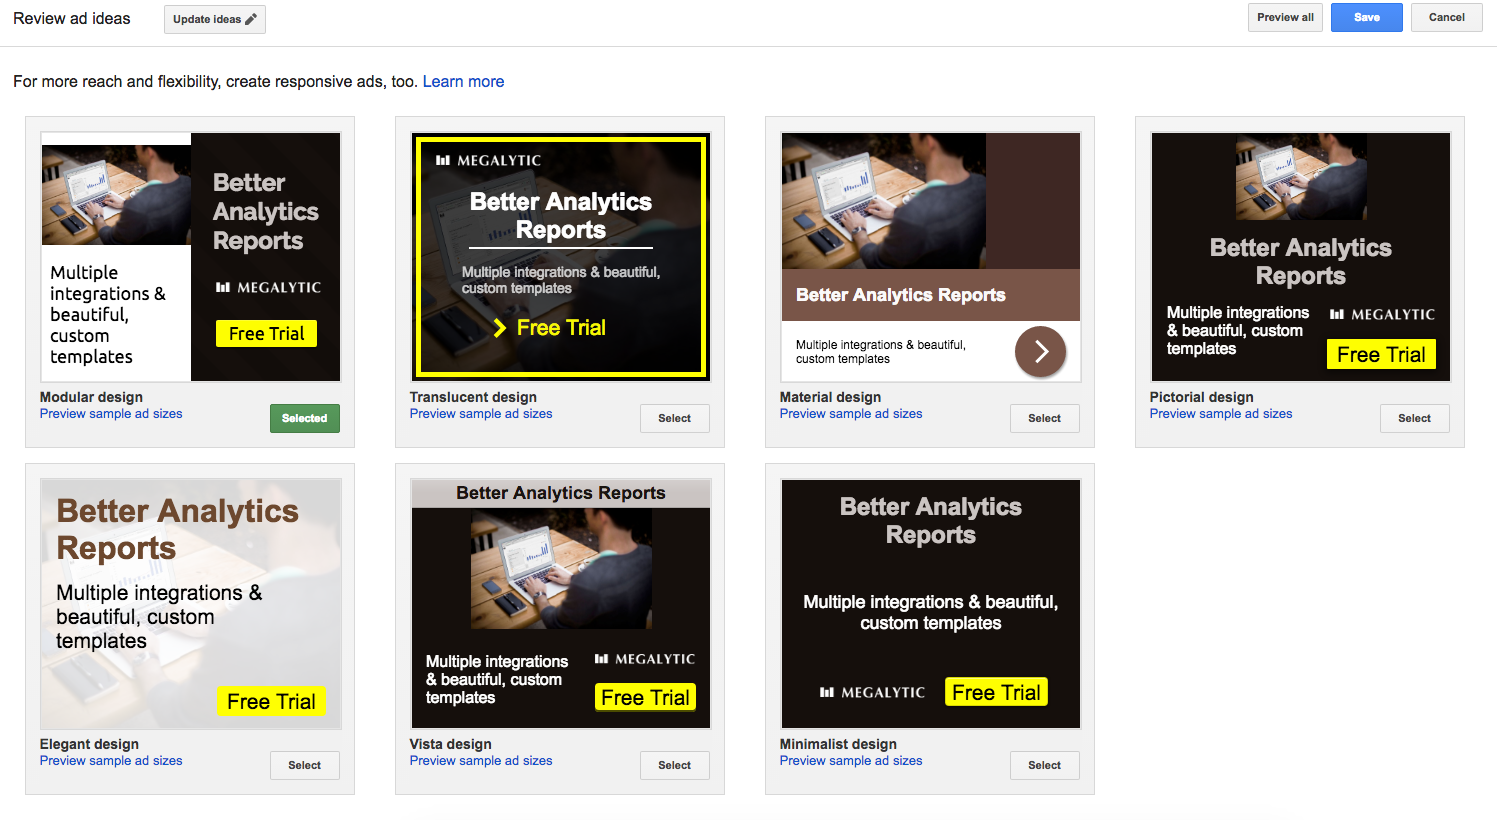 Review ad ideas
Update ideas
Preview all
Save
Cancel
For more reach and flexibility, create responsive ads, too. Learn more
Better
Analytics
Reports
Multiple
integrations &
beautiful,
custom
templates
MEGALYTIC
Free Trial
Modular design
Preview sample ad sizes
Selected
MEGALYTIC
Better Analytics
Reports
Multiple integrations & beautiful,
custom templates
Free Trial
Translucent design
Preview sample ad sizes
Select
Better Analytics Reports
Multiple integrations & beautiful,
custom templates
Material design
Preview sample ad sizes
Select
Better Analytics
Reports
Multiple integrations
& beautiful, custom
templates
MEGALYTIC
Free Trial
Pictorial design
Preview sample ad sizes
Select
Better Analytics
Reports
Multiple integrations &
beautiful, custom
templates
Free Trial
Elegant design
Preview sample ad sizes
Select
Better Analytics Reports
Multiple integrations
& beautiful, custom
templates
MEGALYTIC
Free Trial
Vista design
Preview sample ad sizes
Select
Better Analytics
Reports
Multiple integrations & beautiful,
custom templates
MEGALYTIC
Free Trial
Minimalist design
Preview sample ad sizes
Select